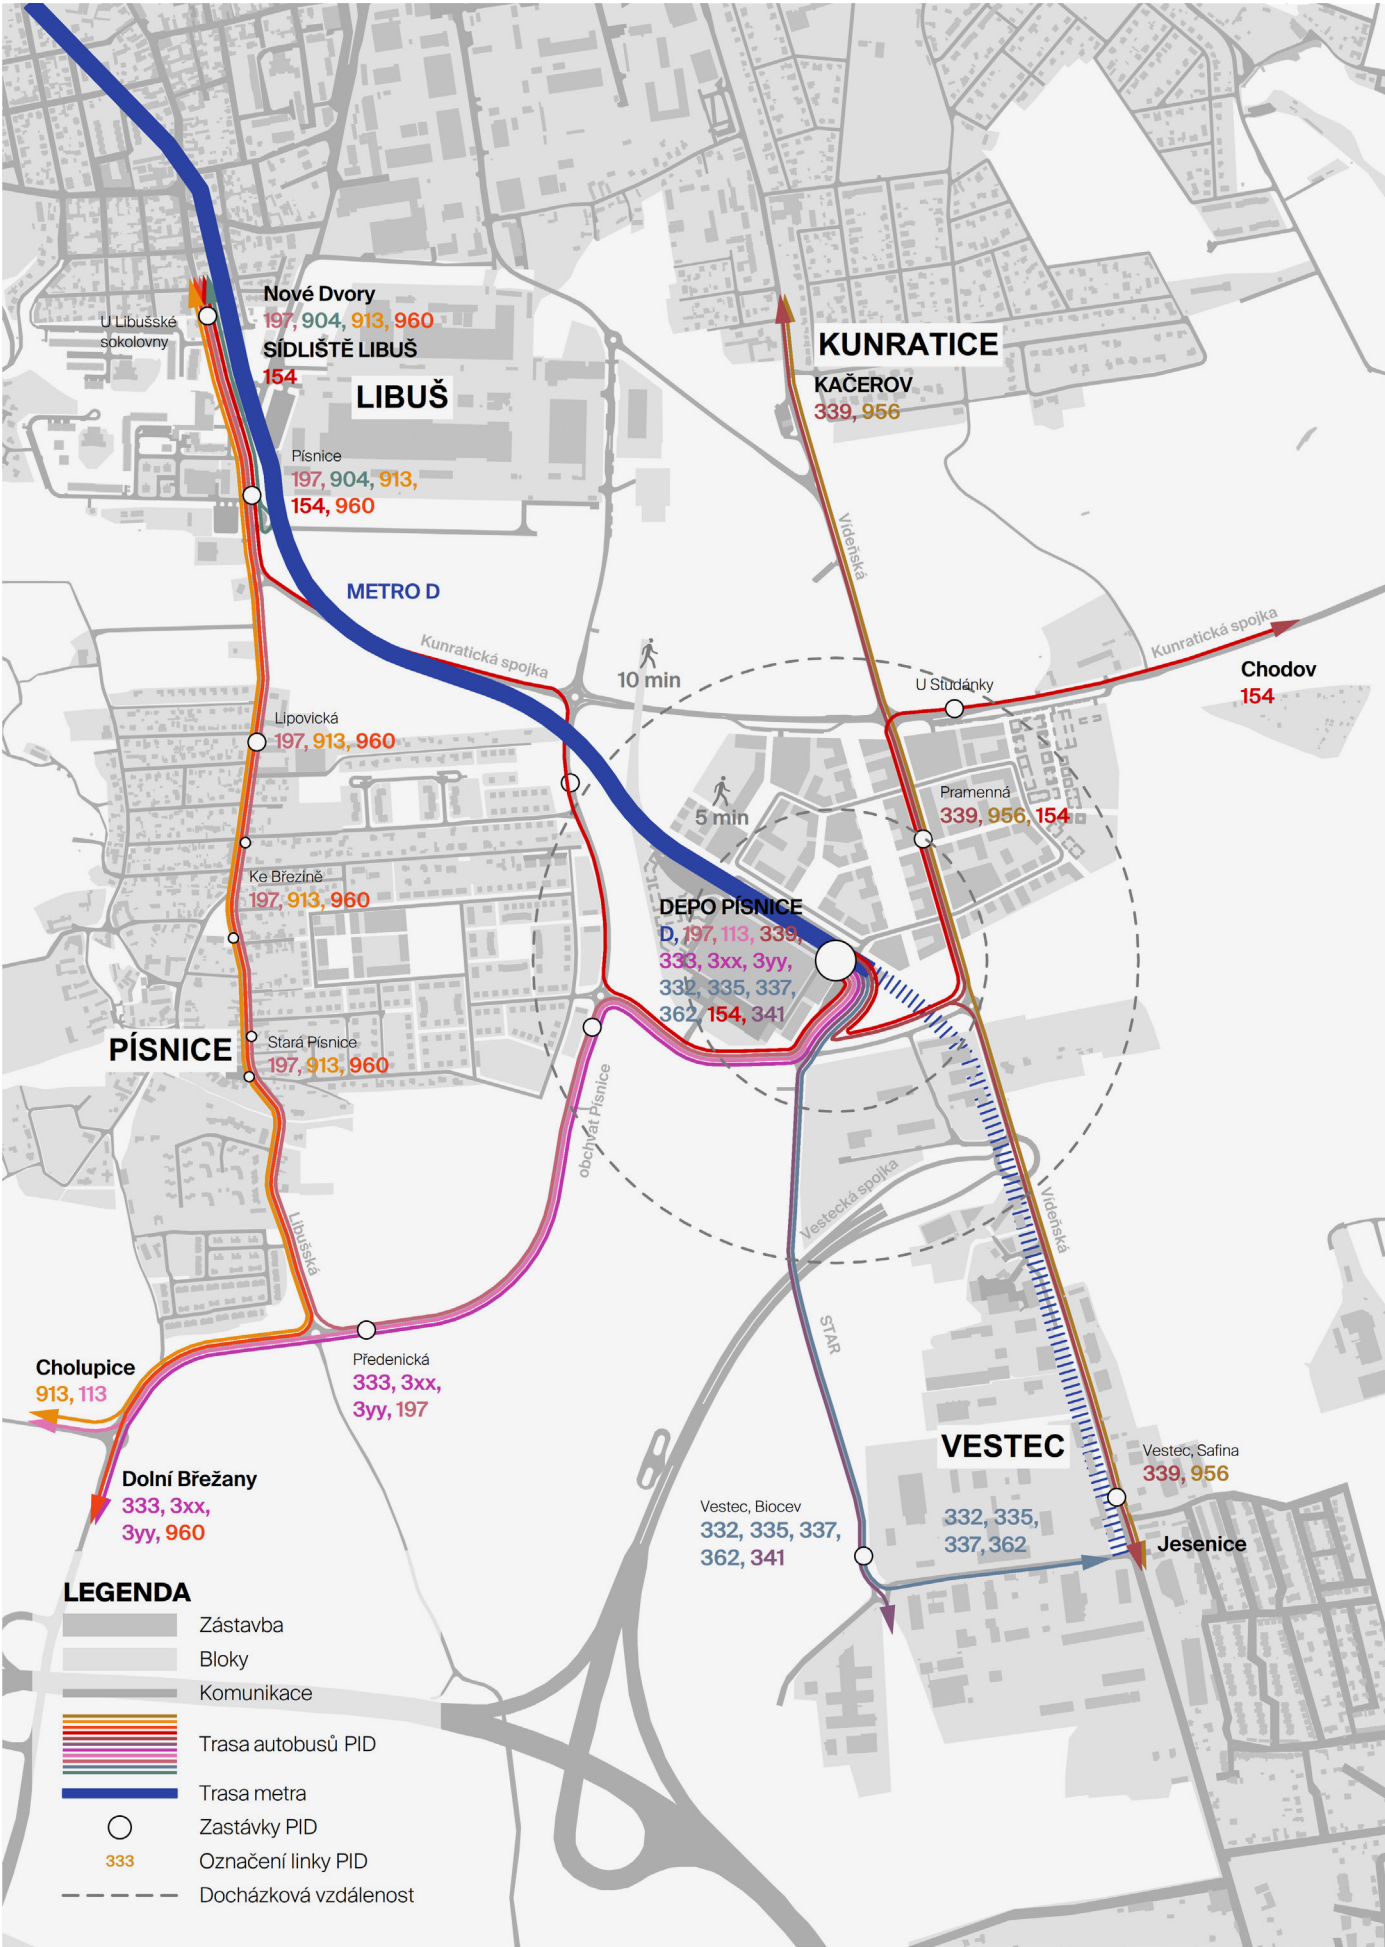 Nové Dvory
197, 904, 913, 960
SÍDLIŠTĚ LIBUŠ
154
U Libušské
sokolovny
LIBUŠ
KUNRATICE
KAČEROV
339, 956
Písnice
197, 904, 913,
154, 960
Vídeňská
METRO D
Kunratická spojka
10 min
Kunratická spojka
U Studánky
Chodov
154
Lipovická
197, 913, 960
5 min
Pramenná
339, 956, 154
Ke Březině
197, 913, 960
DEPO PÍSNICE
D, 197, 113, 339,
333, 3xx, 3yy,
332, 335, 337,
362, 154, 341
PÍSNICE
Stará Písnice
197, 913, 960
obchvat Písnice
Vestecká spojka
Vídeňská
Libušská
STAR
Cholupice
913, 113
Předenická
333, 3xx,
3yy, 197
Dolní Břežany
333, 3xx,
3yy, 960
VESTEC
Vestec, Safina
339, 956
Vestec, Biocev
332, 335, 337,
362, 341
332, 335,
337, 362
Jesenice
LEGENDA
Zástavba
Bloky
Komunikace
Trasa autobusů PID
Trasa metra
Zastávky PID
333 Označení linky PID
Docházková vzdálenost